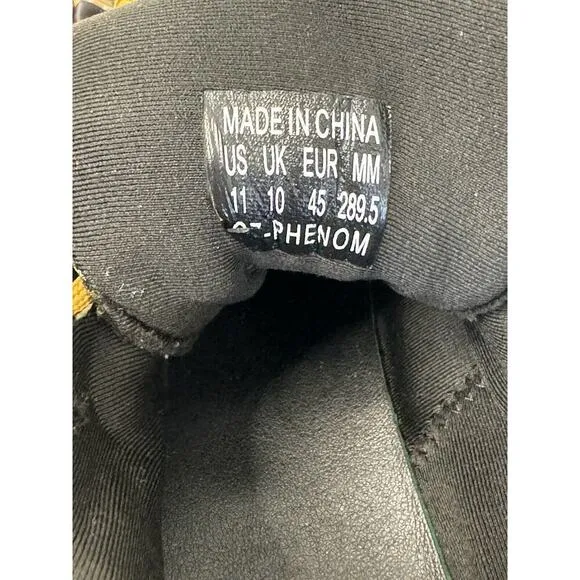 MADE IN CHINA
US UK EUR MM
11 10 45 289.5
-PHENOM